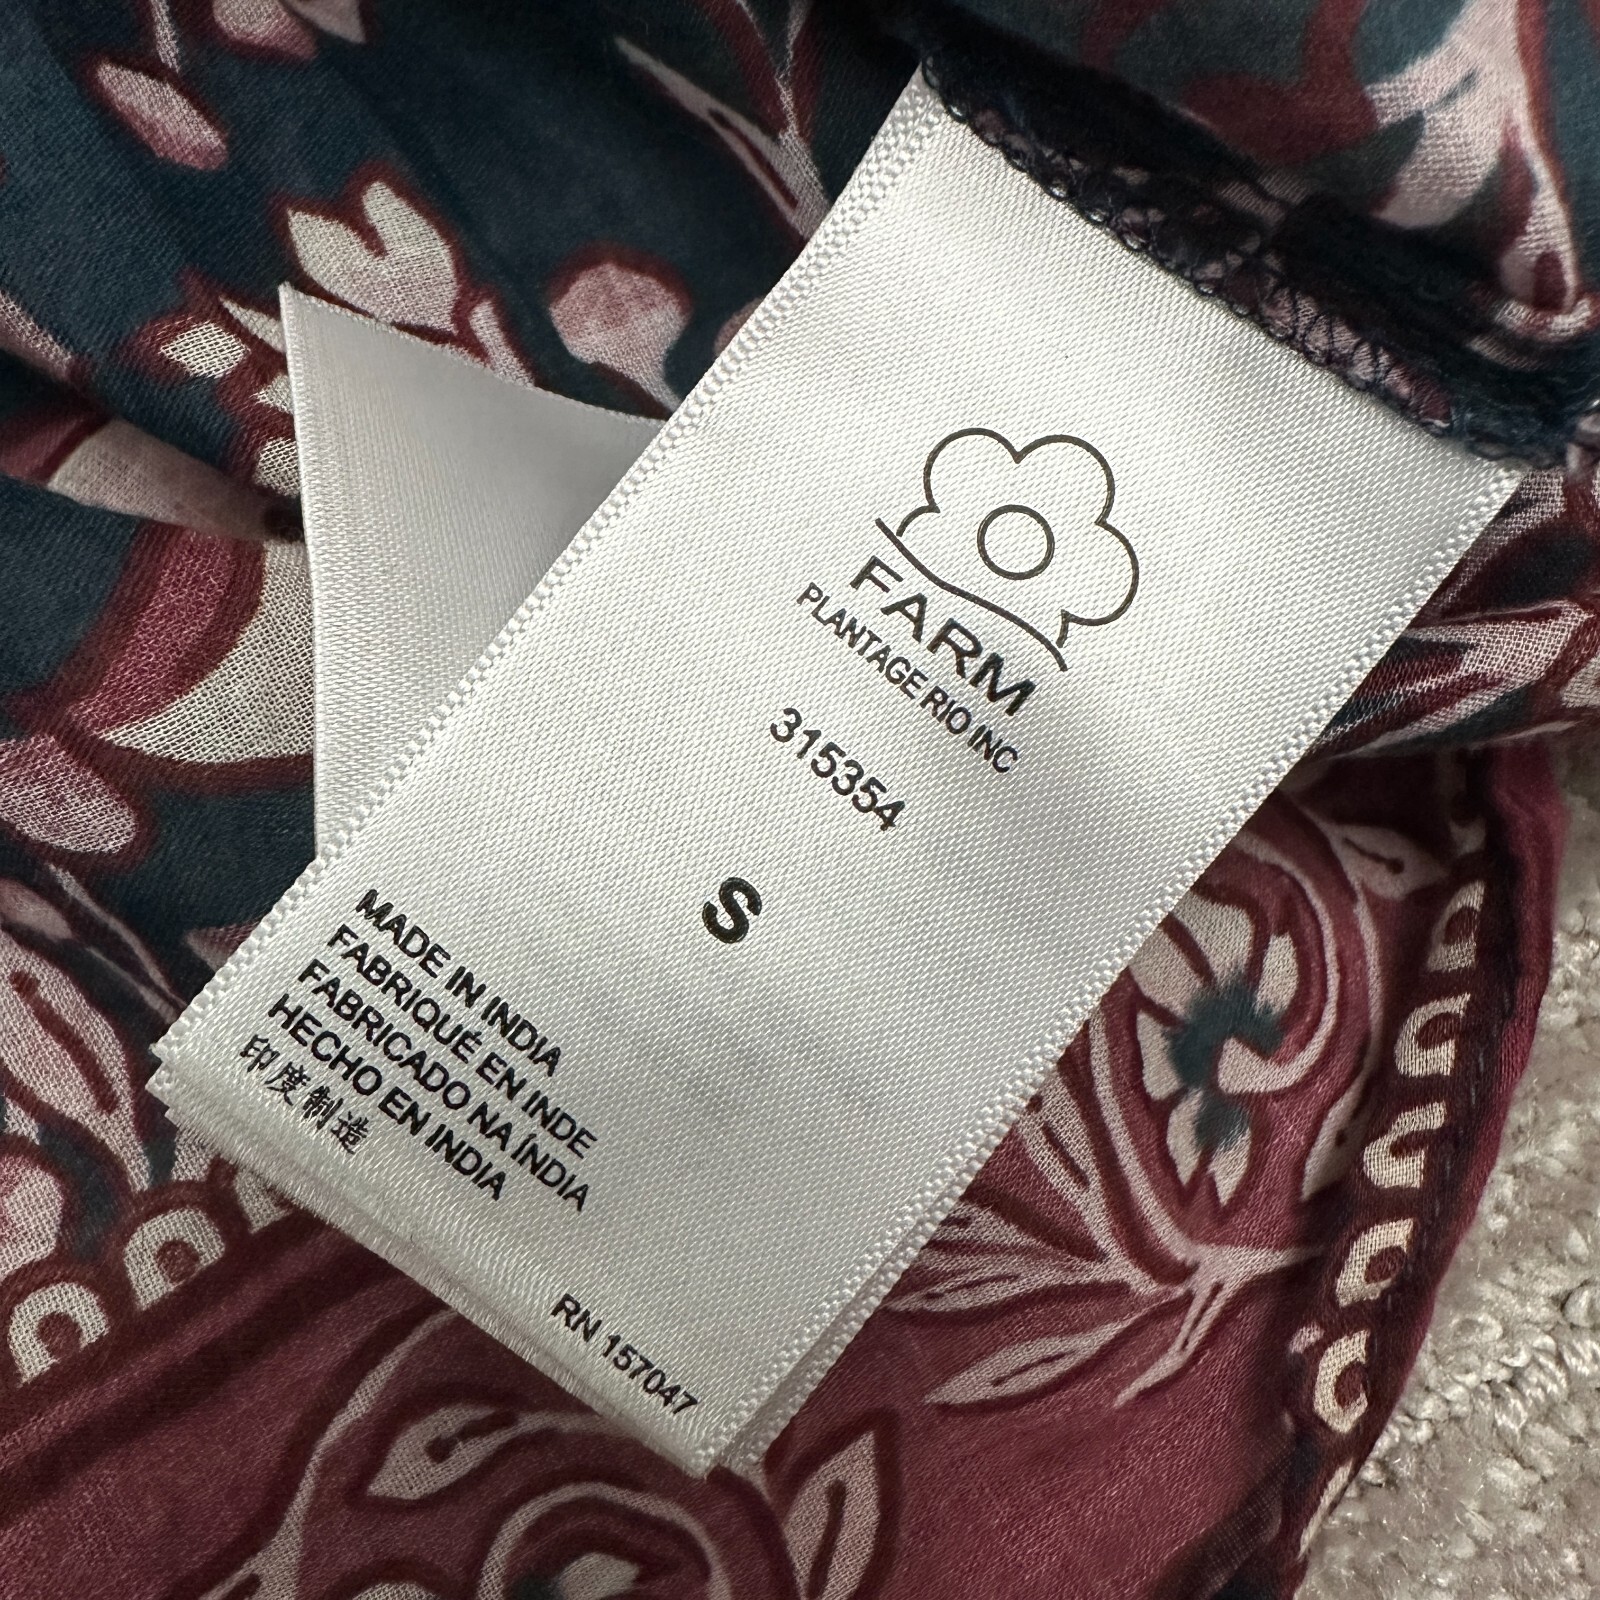 FARM
PLANTAGE RIO INC
315354
S
MADE IN INDIA
FABRIQUÉ EN INDE
FABRICADO NA ÍNDIA
HECHO EN INDIA
印度制造
RN 157047